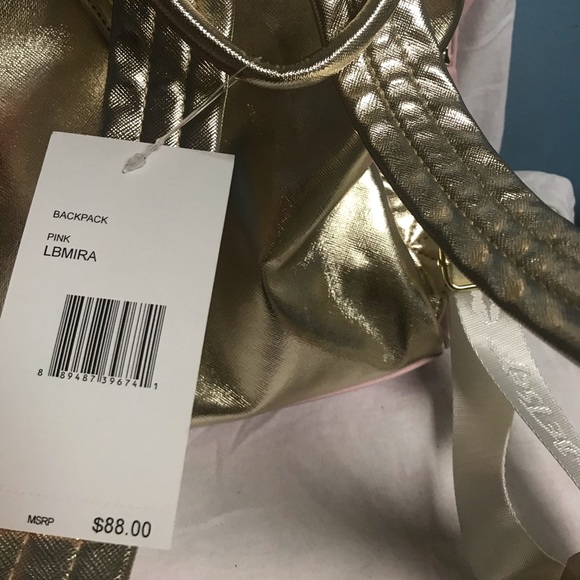 BACKPACK
PINK
LBMIRA
8 89487 39674 1
MSRP $88.00